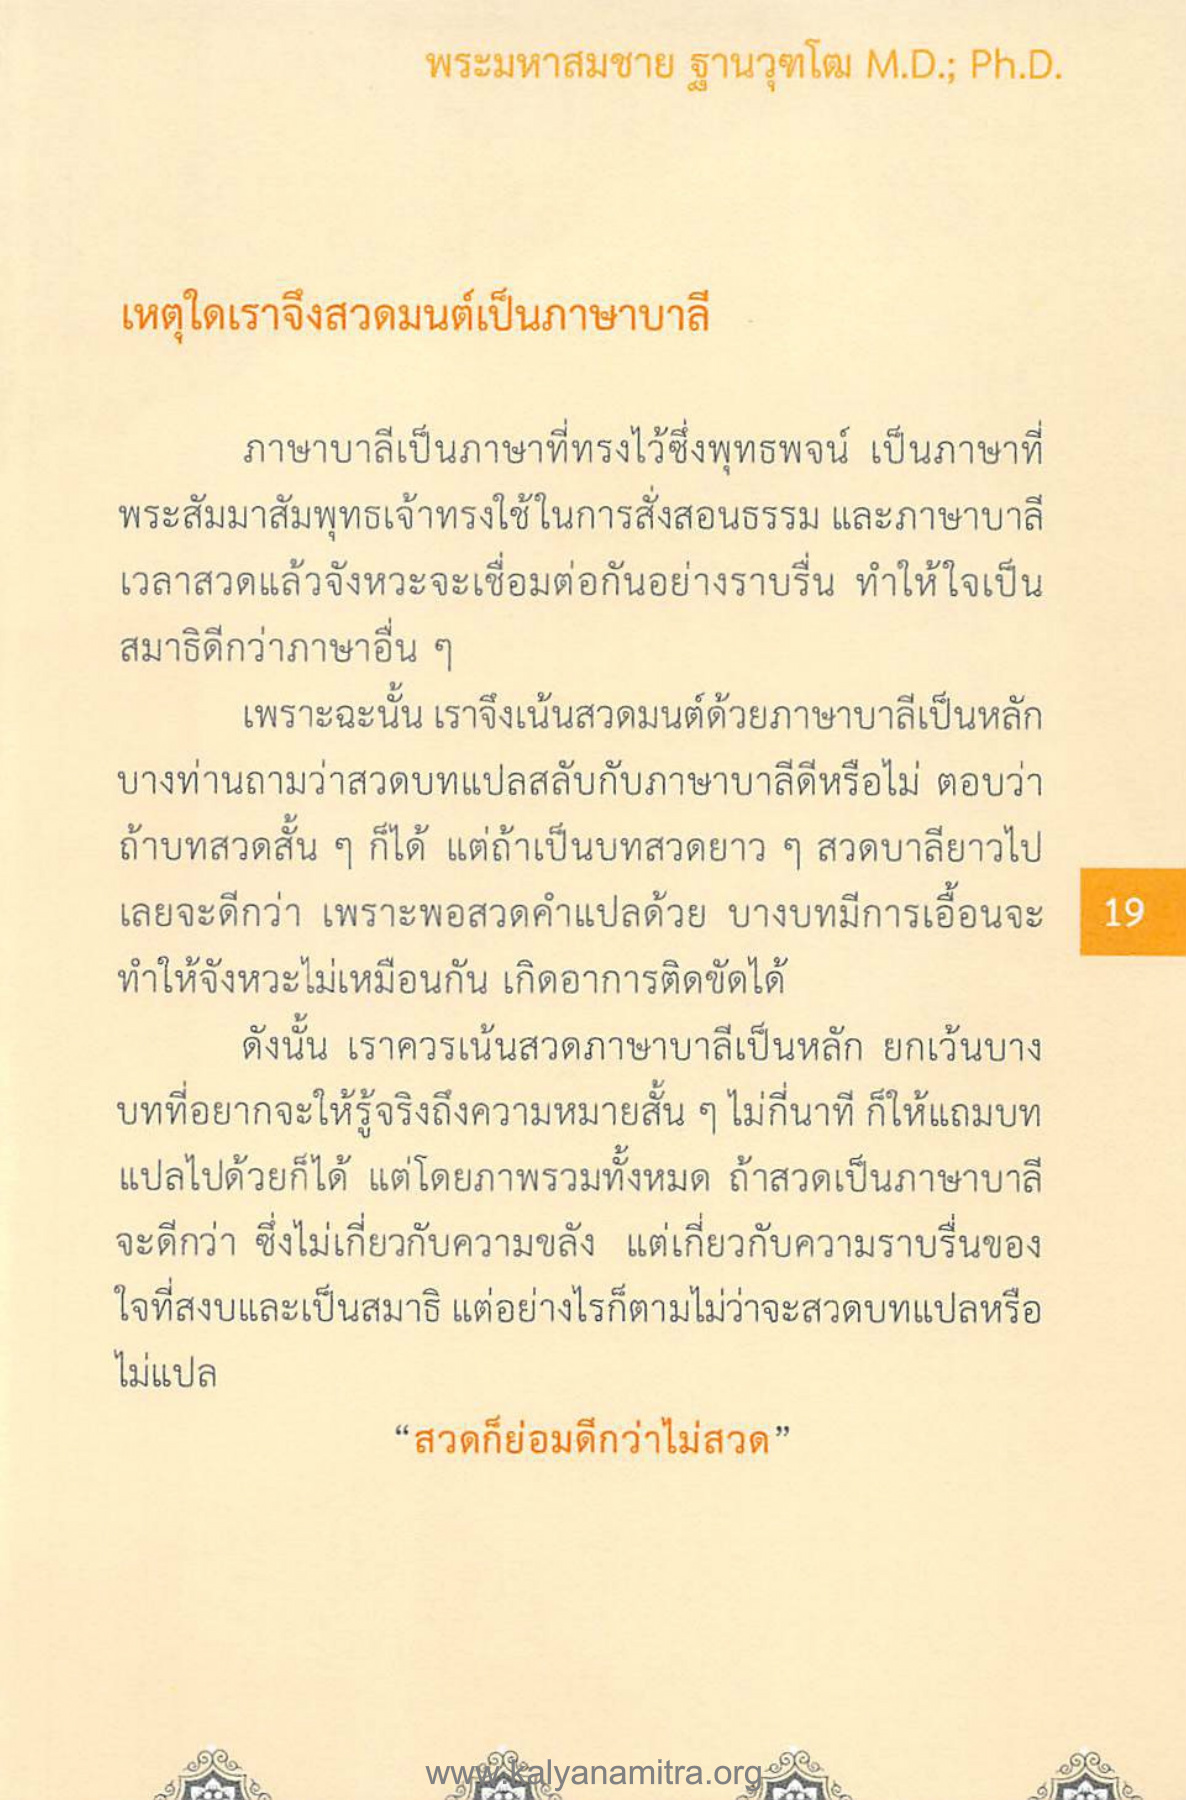 พระมหาสมชาย ฐานวุฑโฒ M.D.; Ph.D.
เหตุใดเราจึงสวดมนต์เป็นภาษาบาลี
ภาษาบาลีเป็นภาษาที่ทรงไว้ซึ่งพุทธพจน์ เป็นภาษาที่
พระสัมมาสัมพุทธเจ้าทรงใช้ในการสั่งสอนธรรม และภาษาบาลี
เวลาสวดแล้วจังหวะจะเชื่อมต่อกันอย่างราบรื่น ทำให้ใจเป็น
สมาธิดีกว่าภาษาอื่น ๆ
เพราะฉะนั้น เราจึงเน้นสวดมนต์ด้วยภาษาบาลีเป็นหลัก
บางท่านถามว่าสวดบทแปลสลับกับภาษาบาลีดีหรือไม่ ตอบว่า
ถ้าบทสวดสั้น ๆ ก็ได้ แต่ถ้าเป็นบทสวดยาว ๆ สวดบาลียาวไป
เลยจะดีกว่า เพราะพอสวดคำแปลด้วย บางบทมีการเอื้อนจะ
19
ทำให้จังหวะไม่เหมือนกัน เกิดอาการติดขัดได้
ดังนั้น เราควรเน้นสวดภาษาบาลีเป็นหลัก ยกเว้นบาง
บทที่อยากจะให้รู้จริงถึงความหมายสั้น ๆ ไม่กี่นาที ก็ให้แถมบท
แปลไปด้วยก็ได้ แต่โดยภาพรวมทั้งหมด ถ้าสวดเป็นภาษาบาลี
จะดีกว่า ซึ่งไม่เกี่ยวกับความขลัง แต่เกี่ยวกับความราบรื่นของ
ใจที่สงบและเป็นสมาธิ แต่อย่างไรก็ตามไม่ว่าจะสวดบทแปลหรือ
ไม่แปล
“สวดก็ย่อมดีกว่าไม่สวด”
www.kalyanamitra.org